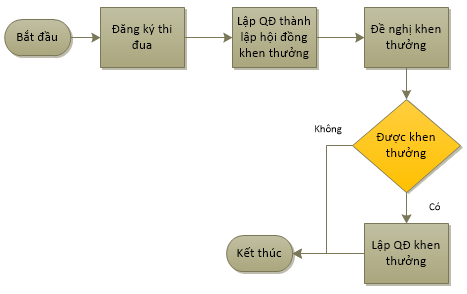 Bắt đầu
Đăng ký thi
đua
Lập QĐ thành
lập hội đồng
khen thưởng
Đề nghị khen
thưởng
Được khen
thưởng
Không
Có
Lập QĐ khen
thưởng
Kết thúc